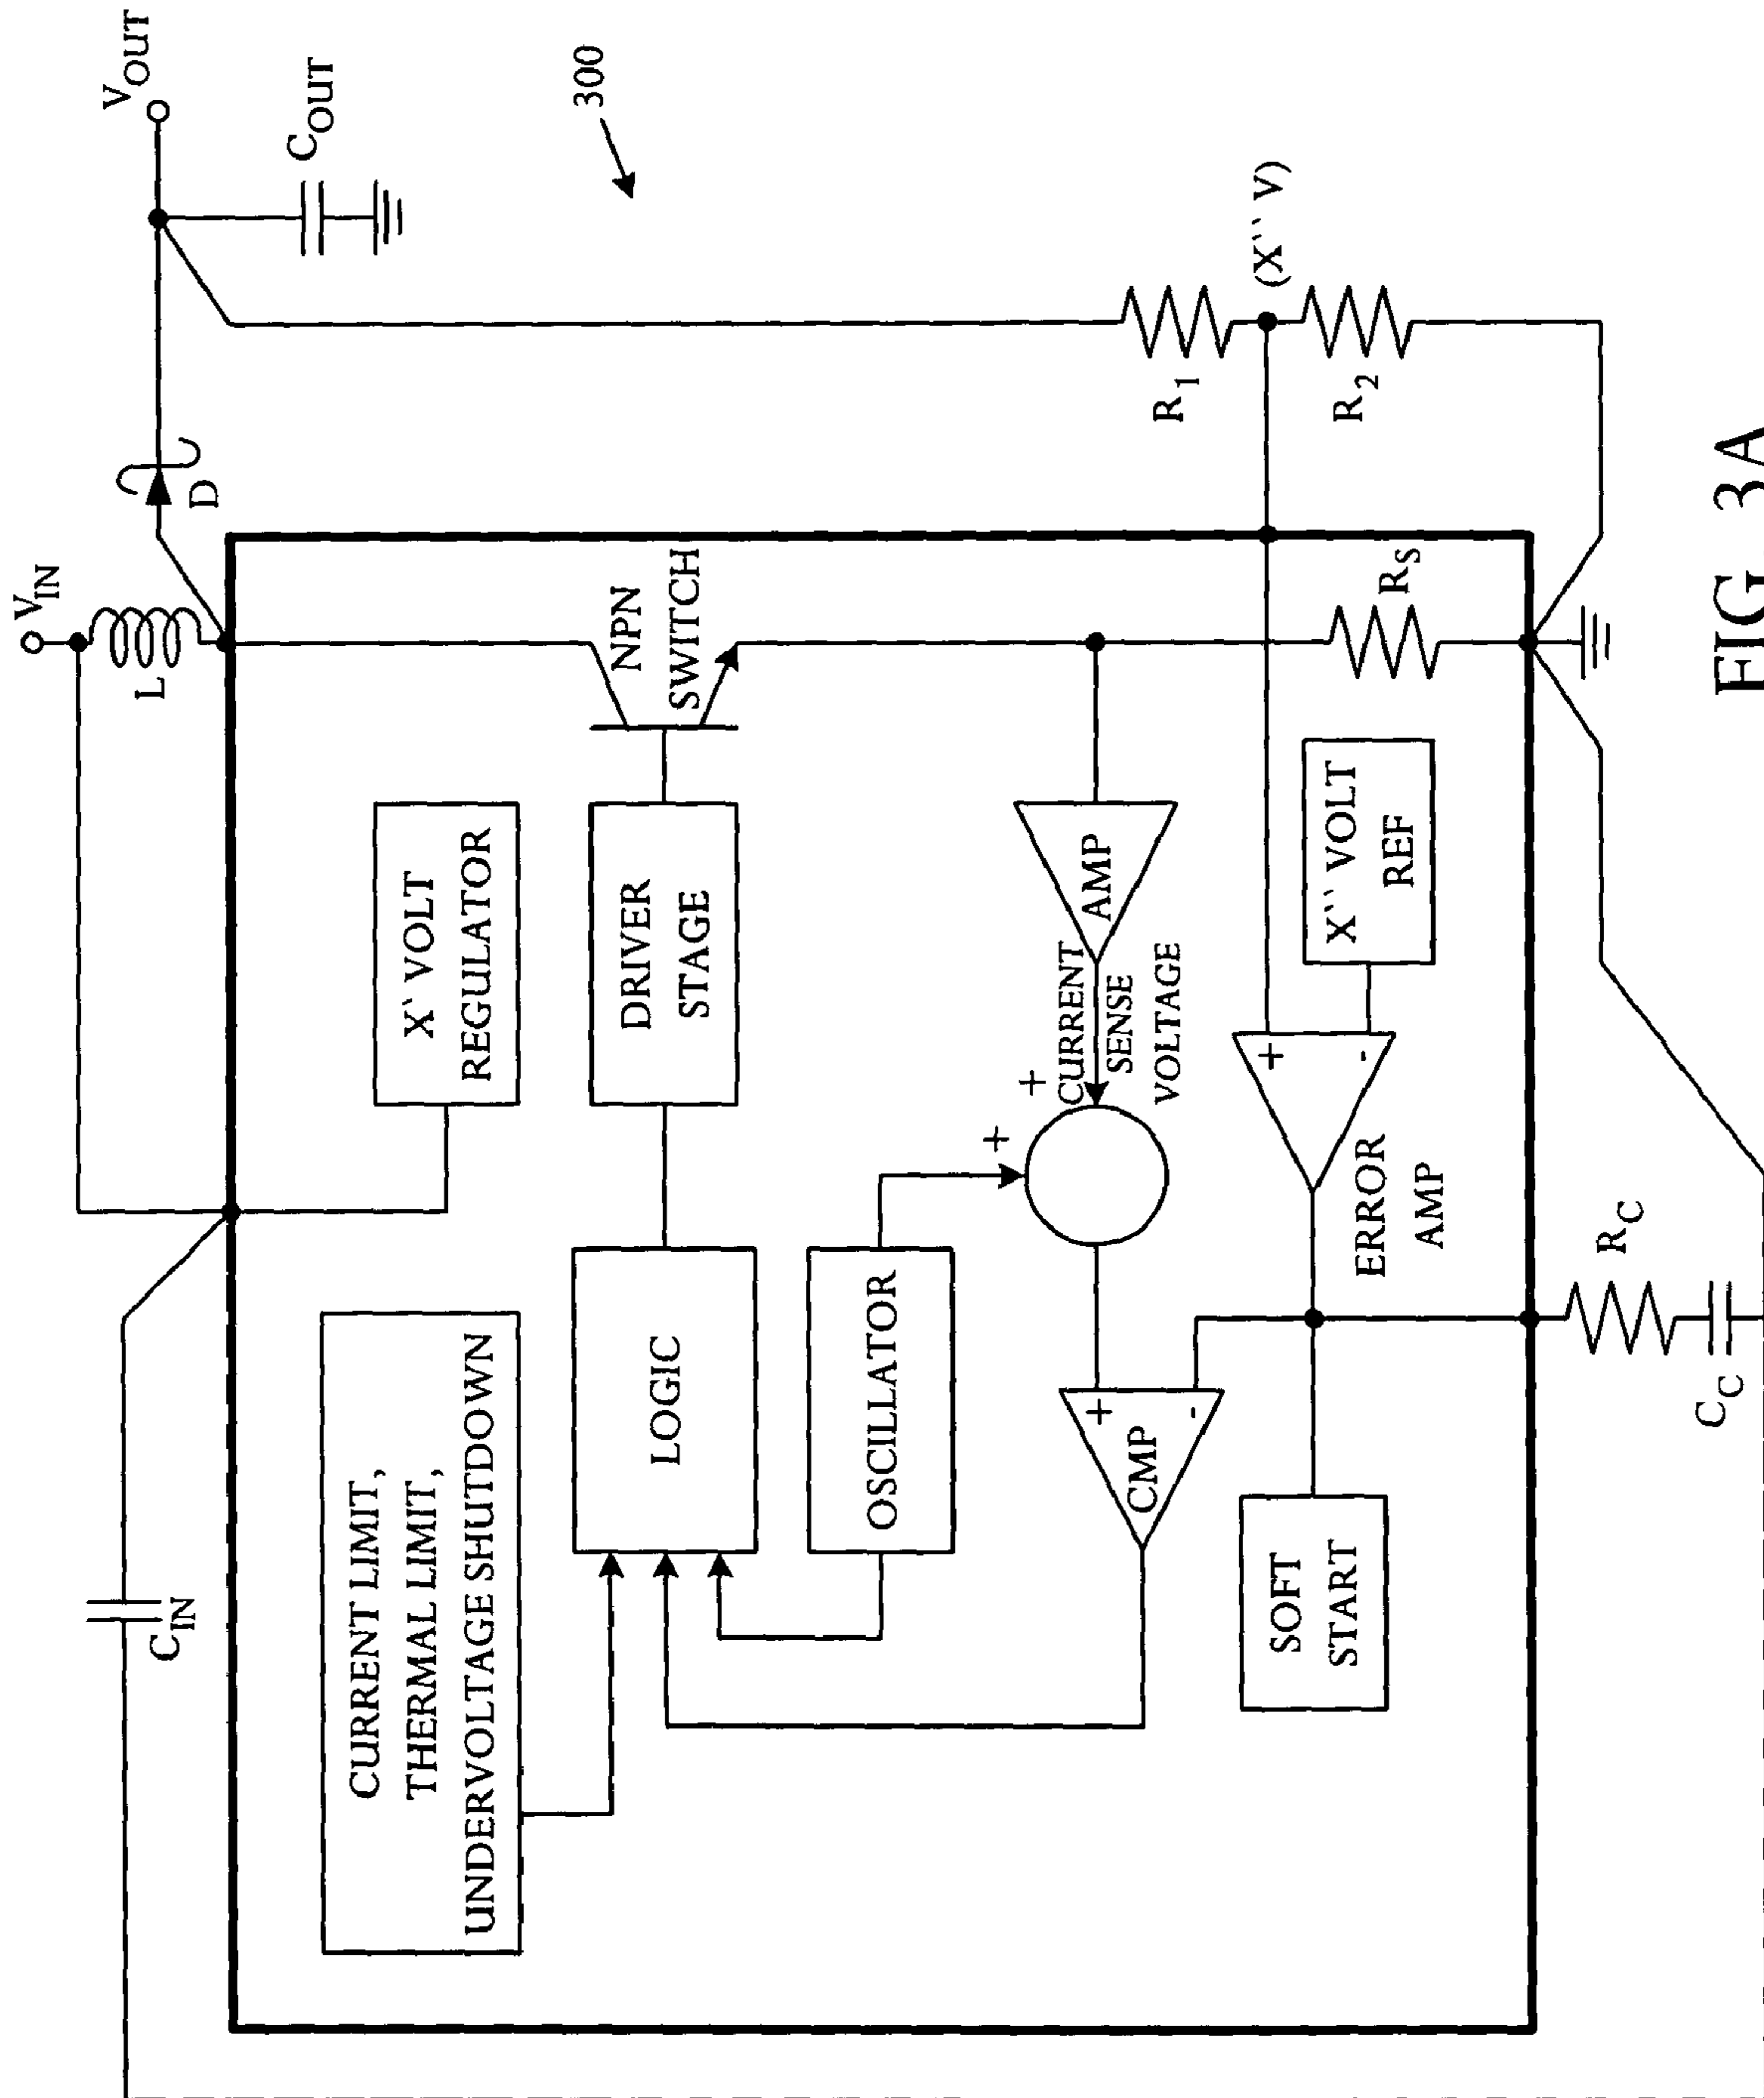 V_IN
V_OUT
L
D
C_IN
C_OUT
300
CURRENT LIMIT,
THERMAL LIMIT,
UNDERVOLTAGE SHUTDOWN
X` VOLT
REGULATOR
LOGIC
DRIVER
STAGE
NPN
SWITCH
OSCILLATOR
+
+
CURRENT
SENSE
VOLTAGE
AMP
CMP
+
-
SOFT
START
ERROR
AMP
+
-
X`` VOLT
REF
R_S
R_1
(X`` V)
R_2
R_C
C_C
FIG. 3A